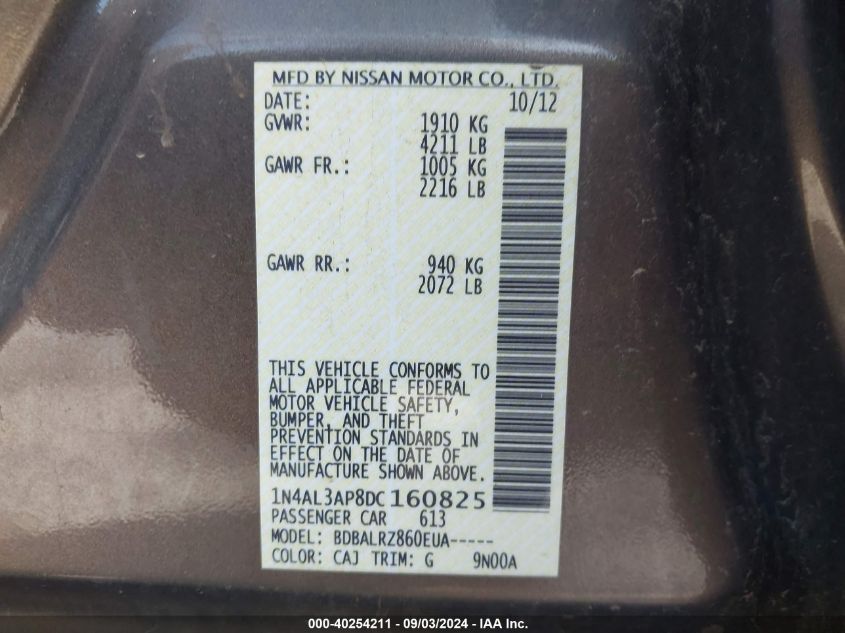 MFD BY NISSAN MOTOR CO., LTD.
DATE: 10/12
GVWR: 1910 KG
4211 LB
GAWR FR.: 1005 KG
2216 LB
GAWR RR.: 940 KG
2072 LB
THIS VEHICLE CONFORMS TO
ALL APPLICABLE FEDERAL
MOTOR VEHICLE SAFETY,
BUMPER, AND THEFT
PREVENTION STANDARDS IN
EFFECT ON THE DATE OF
MANUFACTURE SHOWN ABOVE.
1N4AL3AP8DC160825
PASSENGER CAR 613
MODEL: BDBALRZ860EUA-----
COLOR: CAJ TRIM: G 9N00A
000-40254211 - 09/03/2024 - IAA Inc.